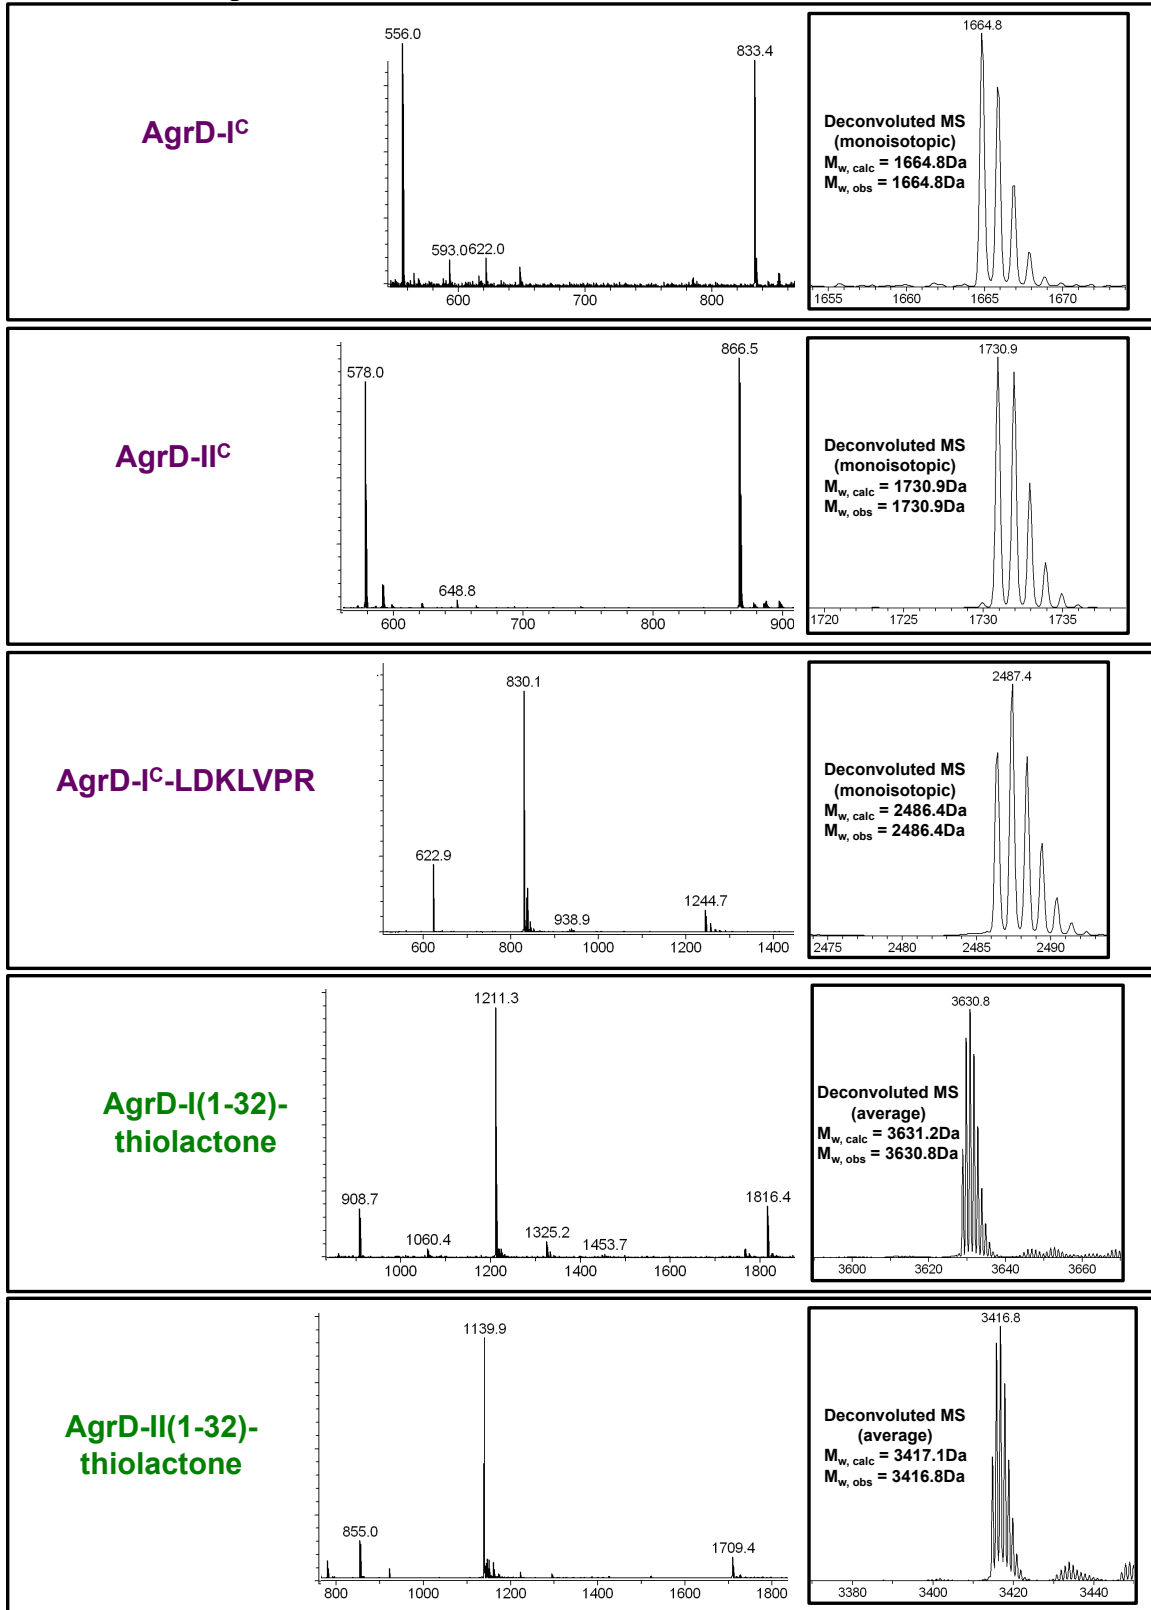 AgrD-I^C
556.0
593.0
622.0
833.4
600
700
800
1664.8
Deconvoluted MS
(monoisotopic)
M_w, calc = 1664.8Da
M_w, obs = 1664.8Da
1655
1660
1665
1670
AgrD-II^C
578.0
648.8
866.5
600
700
800
900
1730.9
Deconvoluted MS
(monoisotopic)
M_w, calc = 1730.9Da
M_w, obs = 1730.9Da
1720
1725
1730
1735
AgrD-I^C-LDKLVPR
622.9
830.1
938.9
1244.7
600
800
1000
1200
1400
2487.4
Deconvoluted MS
(monoisotopic)
M_w, calc = 2486.4Da
M_w, obs = 2486.4Da
2475
2480
2485
2490
AgrD-I(1-32)-
thiolactone
908.7
1060.4
1211.3
1325.2
1453.7
1816.4
1000
1200
1400
1600
1800
3630.8
Deconvoluted MS
(average)
M_w, calc = 3631.2Da
M_w, obs = 3630.8Da
3600
3620
3640
3660
AgrD-II(1-32)-
thiolactone
855.0
1139.9
1709.4
800
1000
1200
1400
1600
1800
3416.8
Deconvoluted MS
(average)
M_w, calc = 3417.1Da
M_w, obs = 3416.8Da
3380
3400
3420
3440